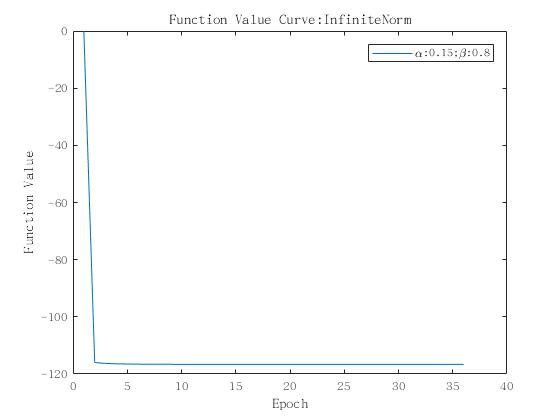 Function Value Curve:InfiniteNorm
α:0.15;β:0.8
Function Value
0
-20
-40
-60
-80
-100
-120
0 5 10 15 20 25 30 35 40
Epoch